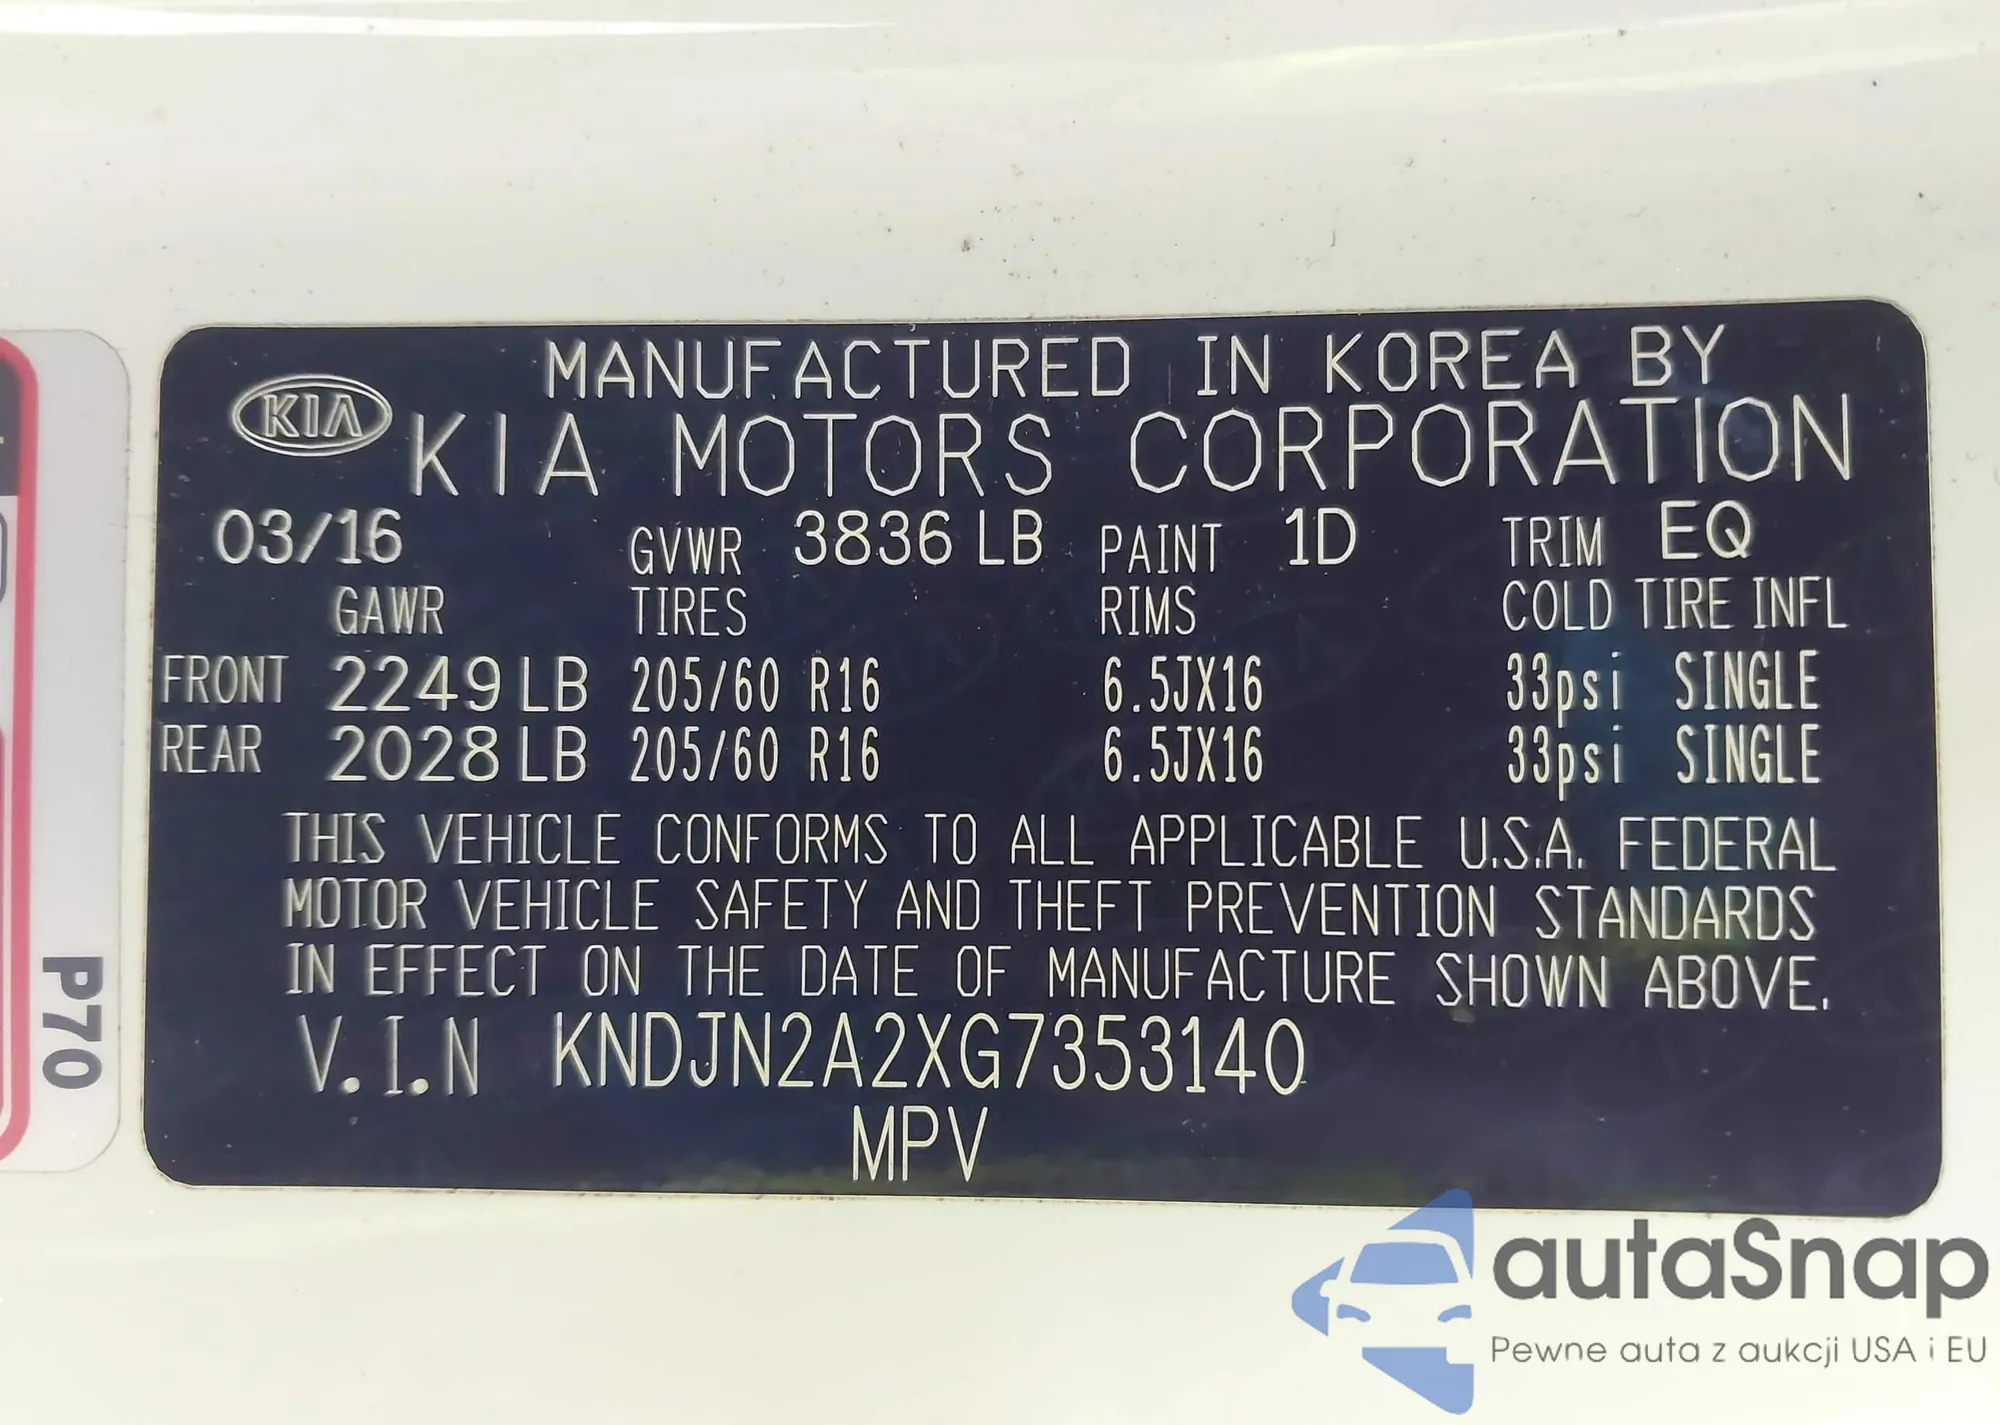 MANUFACTURED IN KOREA BY
KIA KIA MOTORS CORPORATION
03/16 GVWR 3836 LB PAINT 1D TRIM EQ
GAWR TIRES RIMS COLD TIRE INFL
FRONT 2249 LB 205/60 R16 6.5JX16 33psi SINGLE
REAR 2028 LB 205/60 R16 6.5JX16 33psi SINGLE
THIS VEHICLE CONFORMS TO ALL APPLICABLE U.S.A. FEDERAL
MOTOR VEHICLE SAFETY AND THEFT PREVENTION STANDARDS
IN EFFECT ON THE DATE OF MANUFACTURE SHOWN ABOVE.
V.I.N KNDJN2A2XG7353140
MPV
P70
autaSnap
Pewne auta z aukcji USA i EU